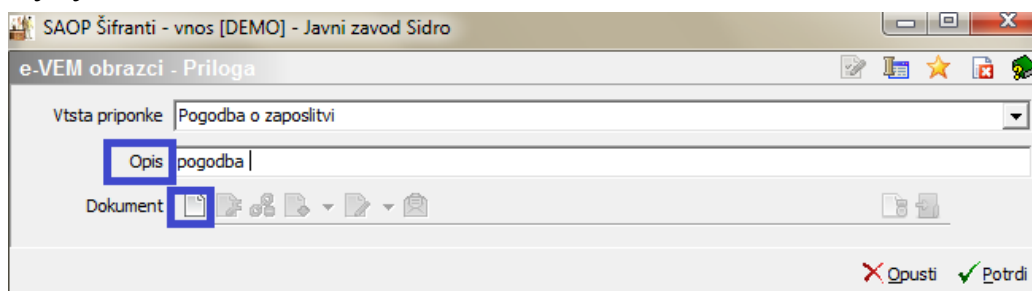 SAOP Šifranti - vnos [DEMO] - Javni zavod Sidro
e-VEM obrazci - Priloga
Vtsta priponke Pogodba o zaposlitvi
Opis pogodba
Dokument
Opusti Potrdi